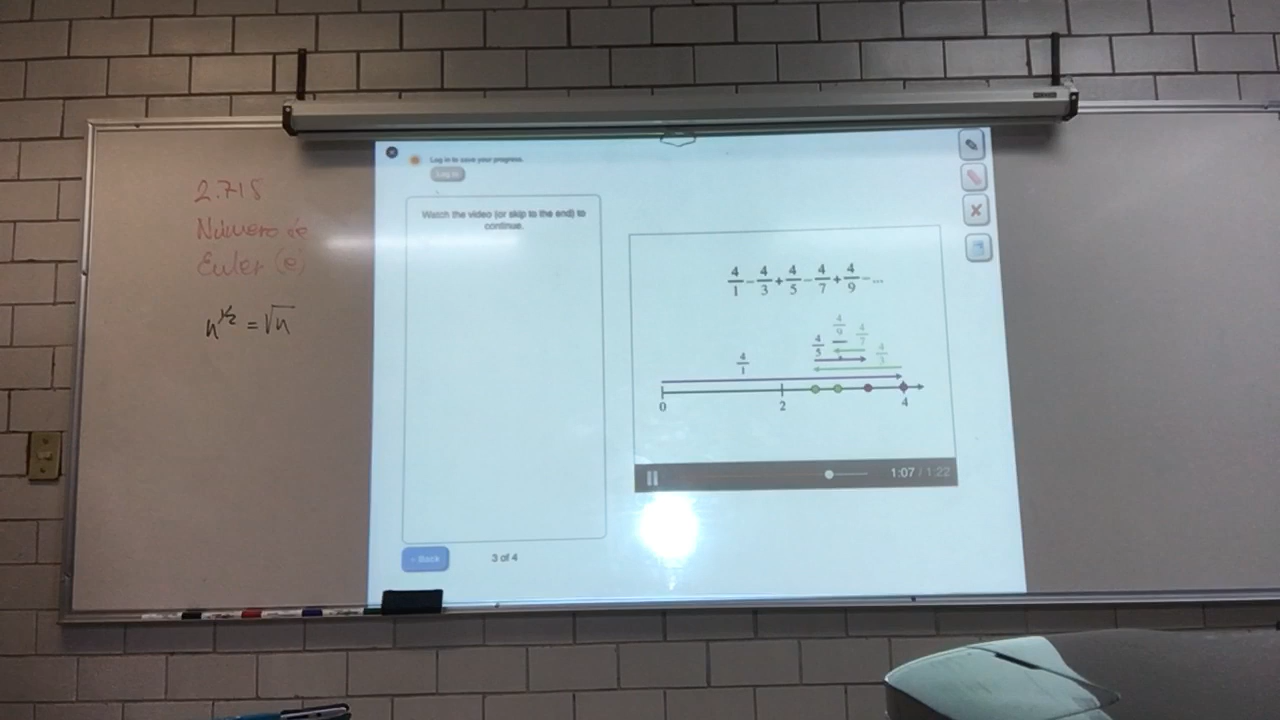 2.718
Número de
Euler (e)
n^1/2 = √n
Log in to save your progress.
Log in
Watch the video (or skip to the end) to
continue.
4/1 - 4/3 + 4/5 - 4/7 + 4/9 - ...
4/9
4/5 4/7
4/1 4/3
0 2 4
1:07 / 1:22
< Back 3 of 4